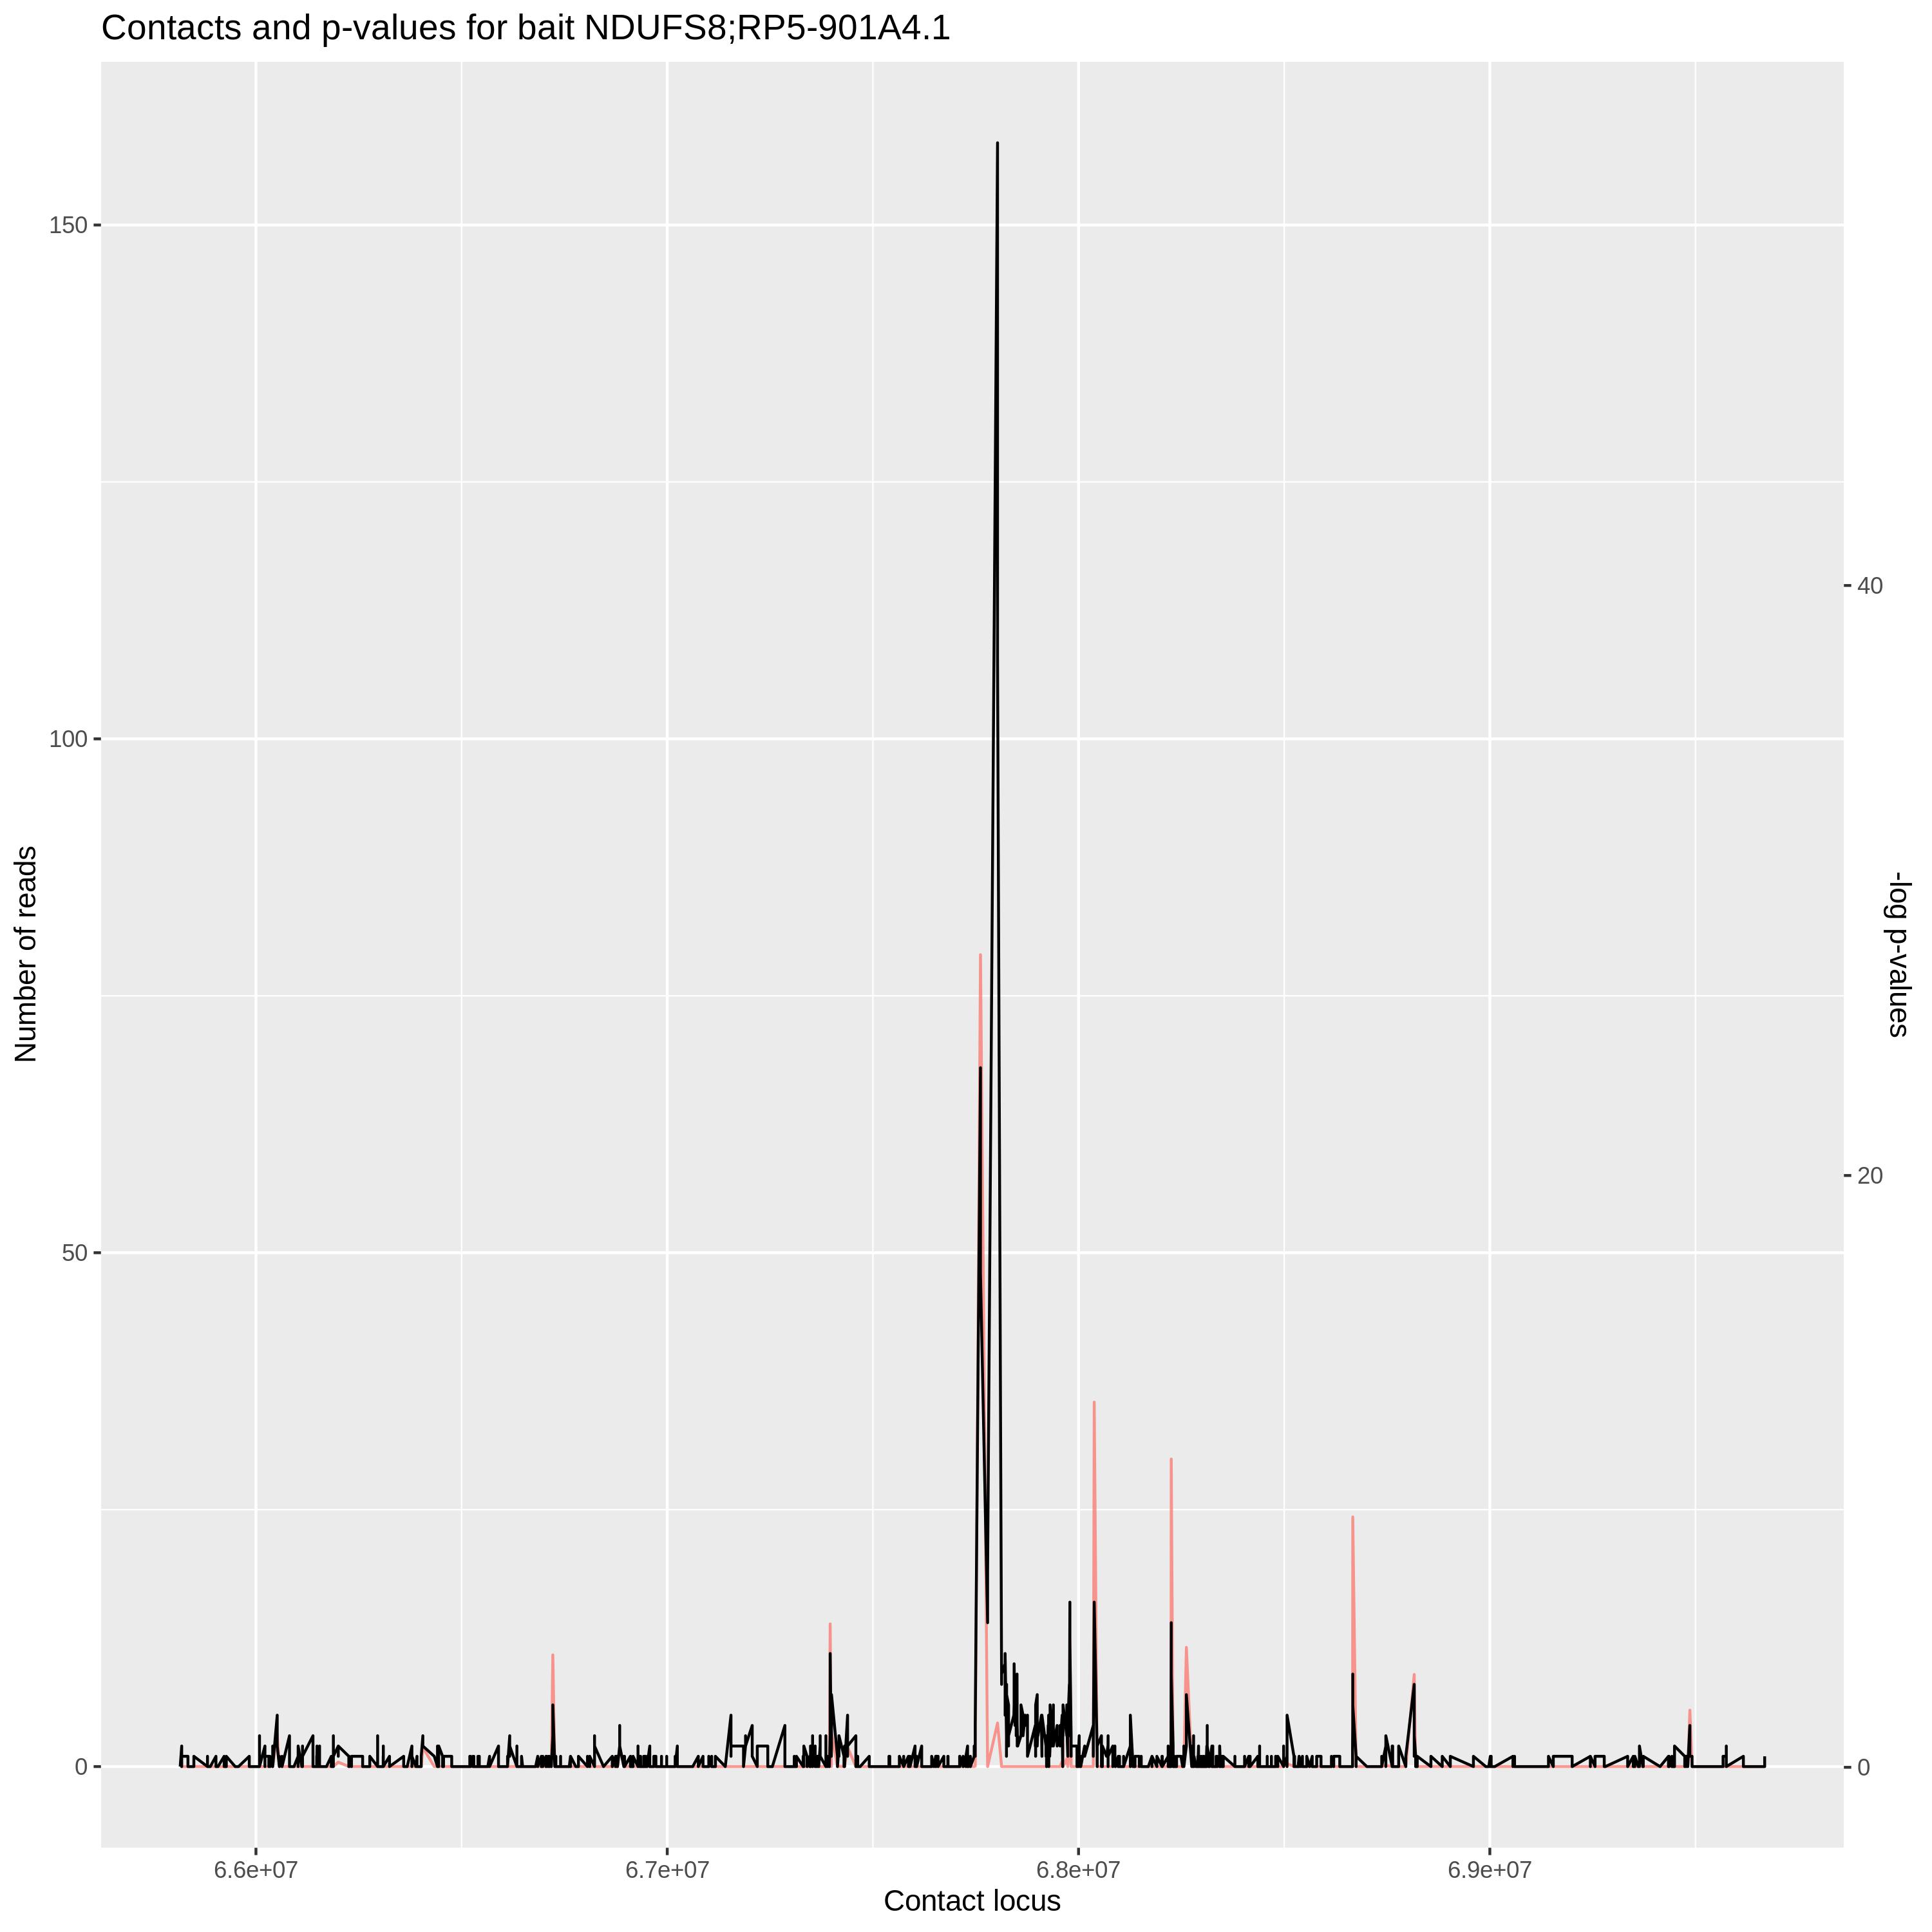 Contacts and p-values for bait NDUFS8;RP5-901A4.1
150
100
50
0
Number of reads
40
20
0
-log p-values
6.6e+07 6.7e+07 6.8e+07 6.9e+07
Contact locus